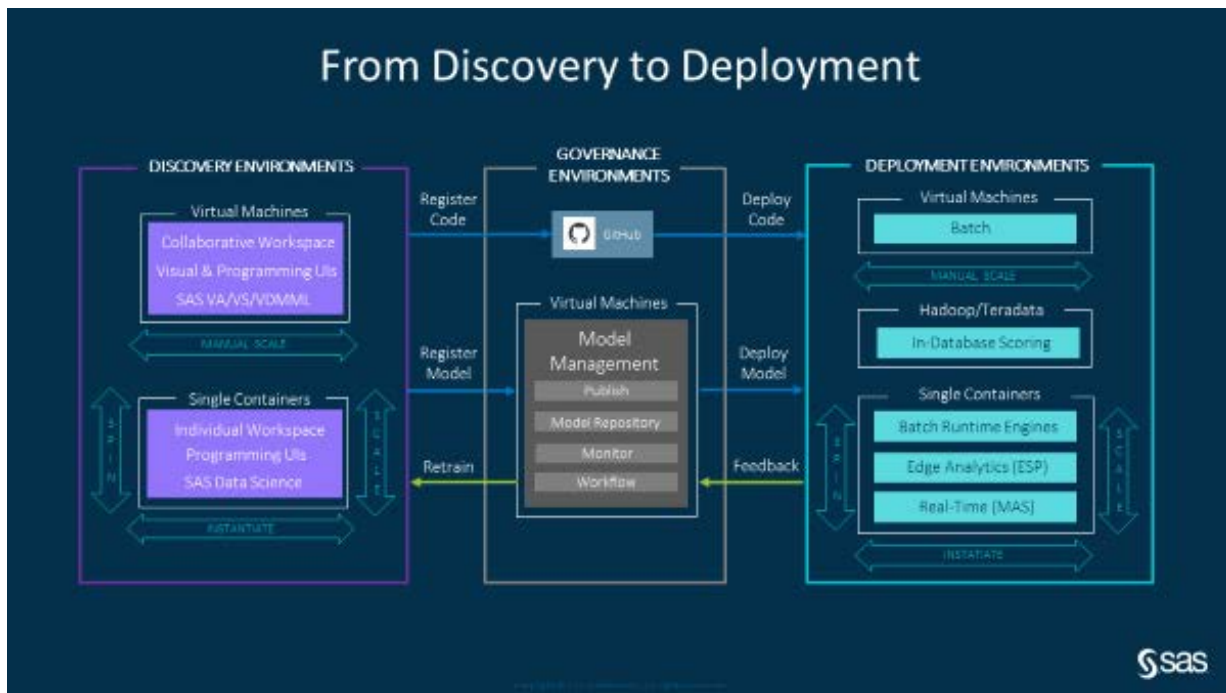 From Discovery to Deployment
DISCOVERY ENVIRONMENTS
Virtual Machines
Collaborative Workspace
Visual & Programming UIs
SAS VA/VS/VDMML
MANUAL SCALE
Single Containers
Individual Workspace
Programming UIs
SAS Data Science
SPIN
SCALE
INSTANTIATE
Register
Code
Register
Model
Retrain
GOVERNANCE
ENVIRONMENTS
GitHub
Virtual Machines
Model
Management
Publish
Model Repository
Monitor
Workflow
Deploy
Code
Deploy
Model
Feedback
DEPLOYMENT ENVIRONMENTS
Virtual Machines
Batch
MANUAL SCALE
Hadoop/Teradata
In-Database Scoring
Single Containers
Batch Runtime Engines
Edge Analytics (ESP)
Real-Time (MAS)
SPIN
SCALE
INSTATIATE
sas